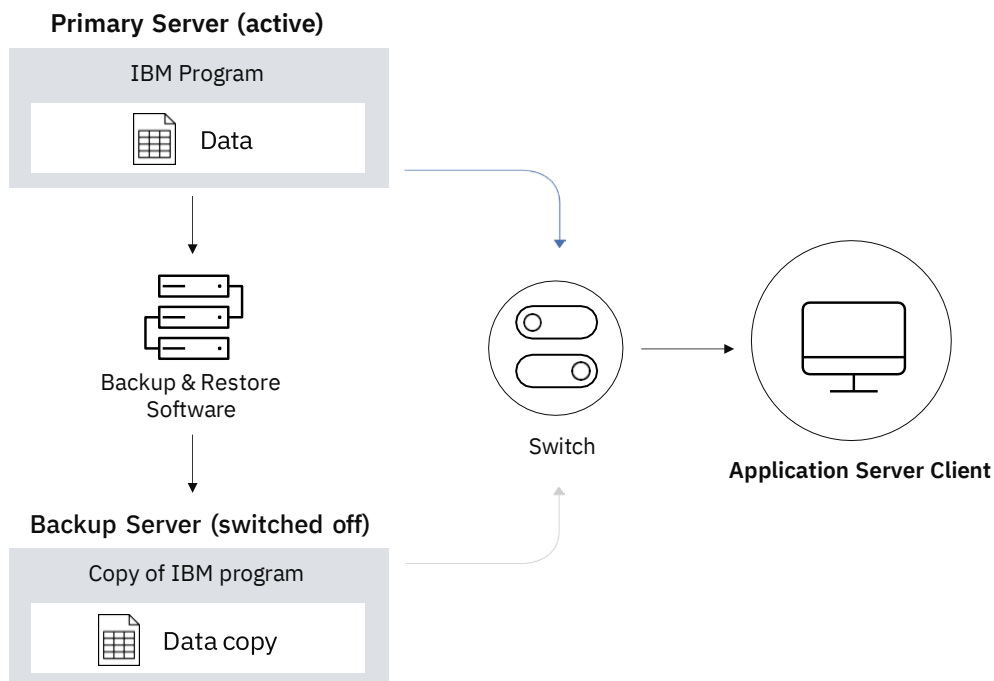 Primary Server (active)
IBM Program
Data
Backup & Restore
Software
Switch
Application Server Client
Backup Server (switched off)
Copy of IBM program
Data copy